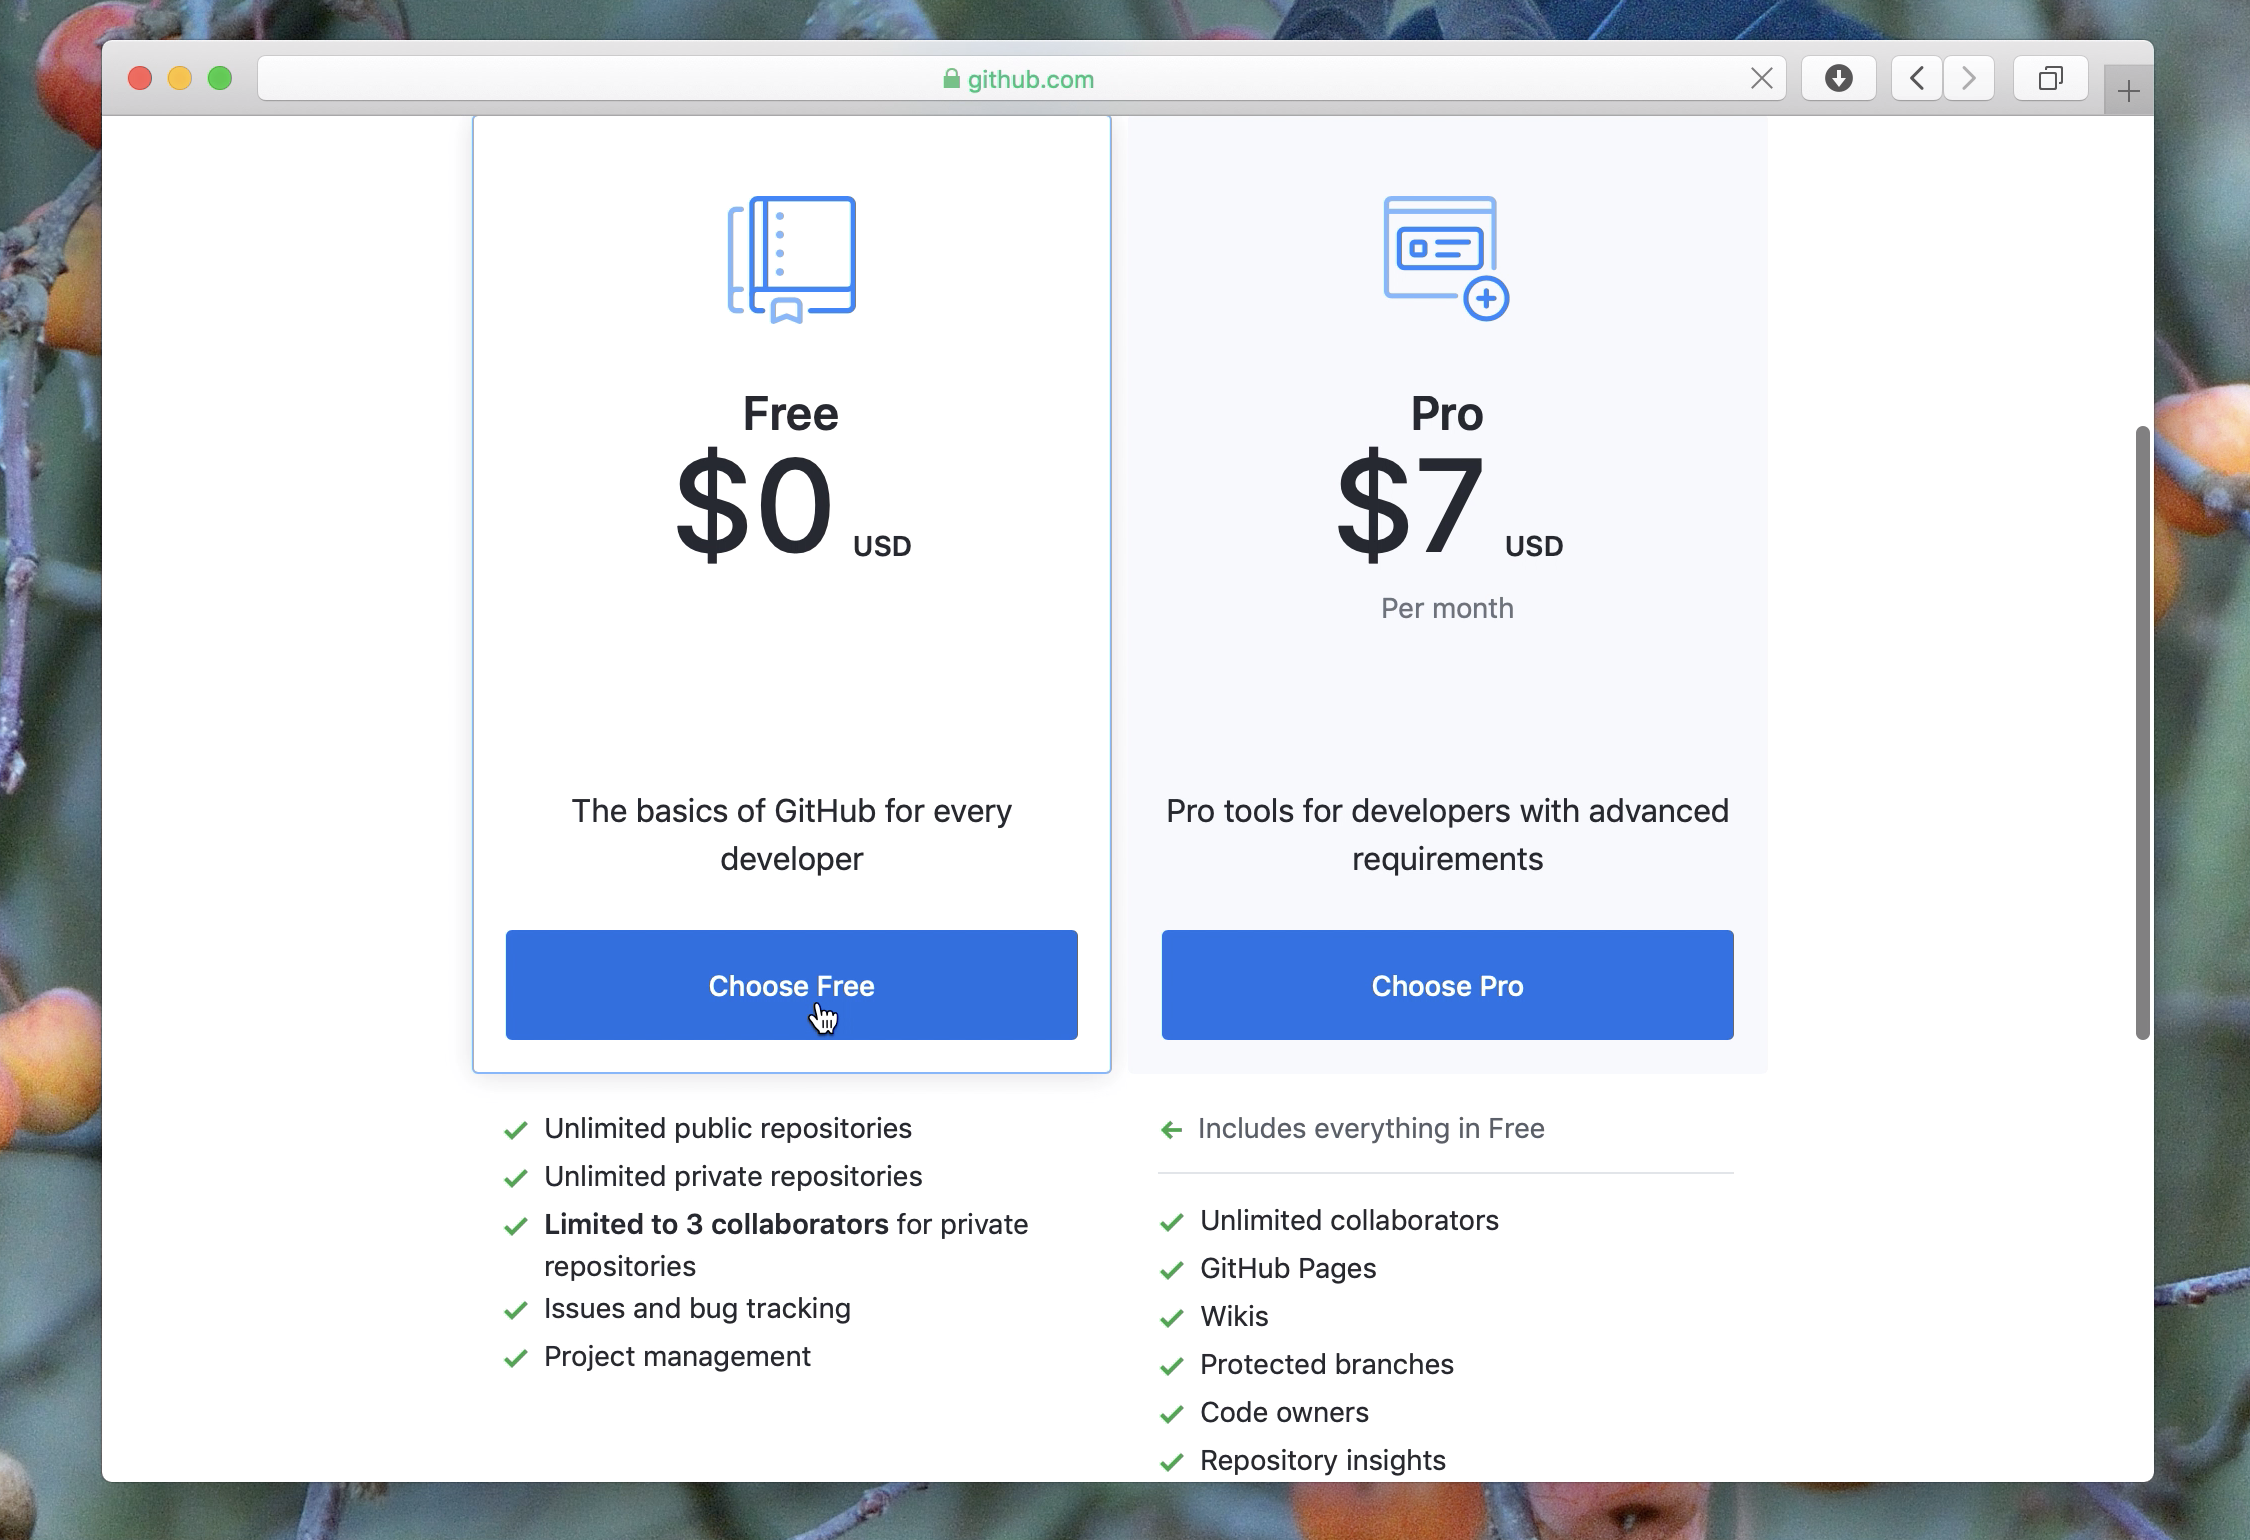 github.com
Free
$0 USD
The basics of GitHub for every
developer
Choose Free
Unlimited public repositories
Unlimited private repositories
Limited to 3 collaborators for private
repositories
Issues and bug tracking
Project management
Pro
$7 USD
Per month
Pro tools for developers with advanced
requirements
Choose Pro
Includes everything in Free
Unlimited collaborators
GitHub Pages
Wikis
Protected branches
Code owners
Repository insights